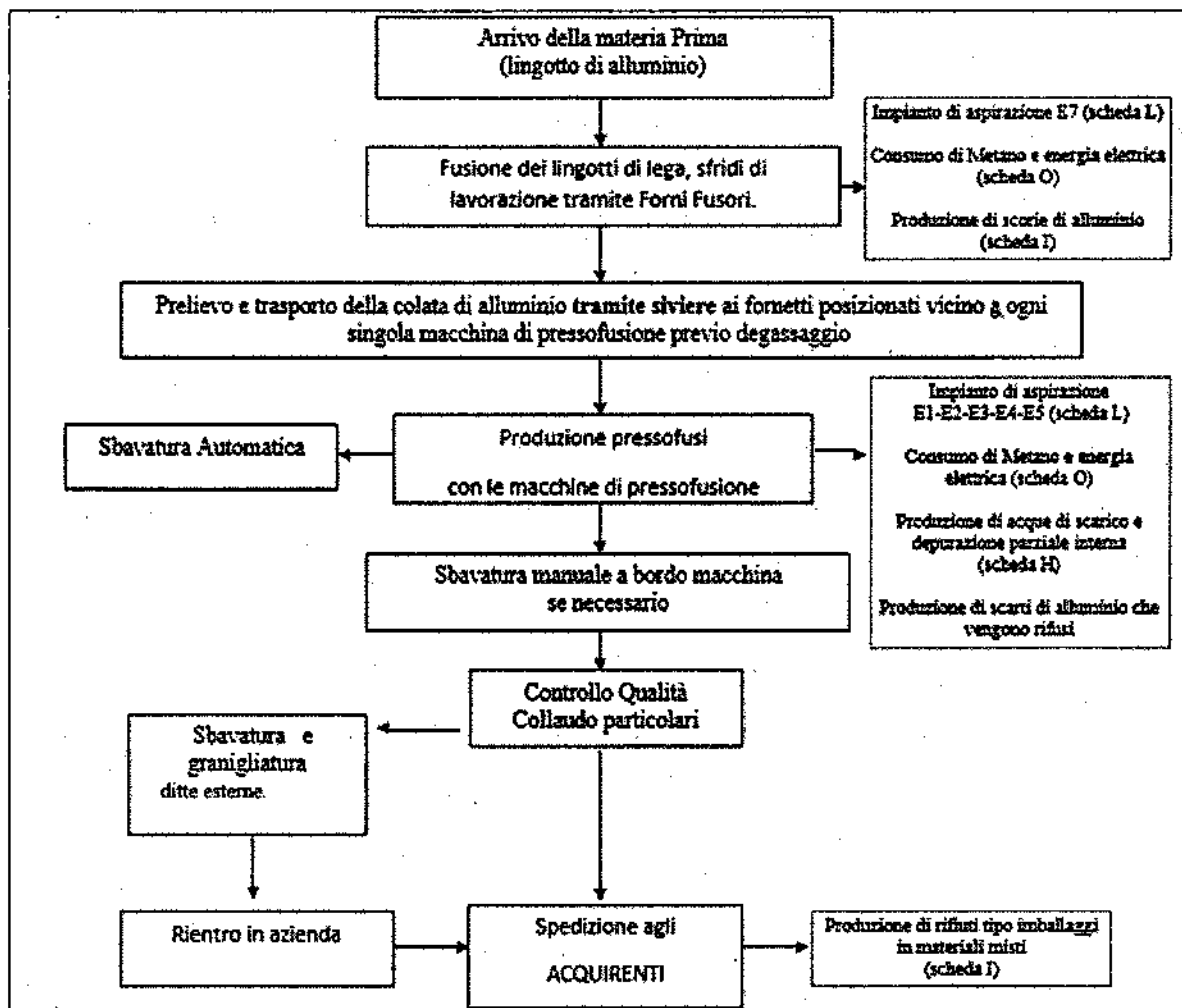 Arrivo della materia Prima
(lingotto di alluminio)
Impianto di aspirazione E7 (scheda L)
Consumo di Metano e energia elettrica
(scheda O)
Produzione di scorie di alluminio
(scheda I)
Fusione dei lingotti di lega, sfridi di
lavorazione tramite Forni Fusori.
Prelievo e trasporto della colata di alluminio tramite siviere ai fornetti posizionati vicino a ogni
singola macchina di pressofusione previo degassaggio
Sbavatura Automatica
Produzione pressofusi
con le macchine di pressofusione
Impianto di aspirazione
E1-E2-E3-E4-E5 (scheda L)
Consumo di Metano e energia
elettrica (scheda O)
Produzione di acque di scarico e
depurazione parziale interna
(scheda H)
Produzione di scarti di alluminio che
vengono rifusi
Sbavatura manuale a bordo macchina
se necessario
Controllo Qualità
Collaudo particolari
Sbavatura e
granigliatura
ditte esterne.
Rientro in azienda
Spedizione agli
ACQUIRENTI
Produzione di rifiuti tipo imballaggi
in materiali misti
(scheda I)